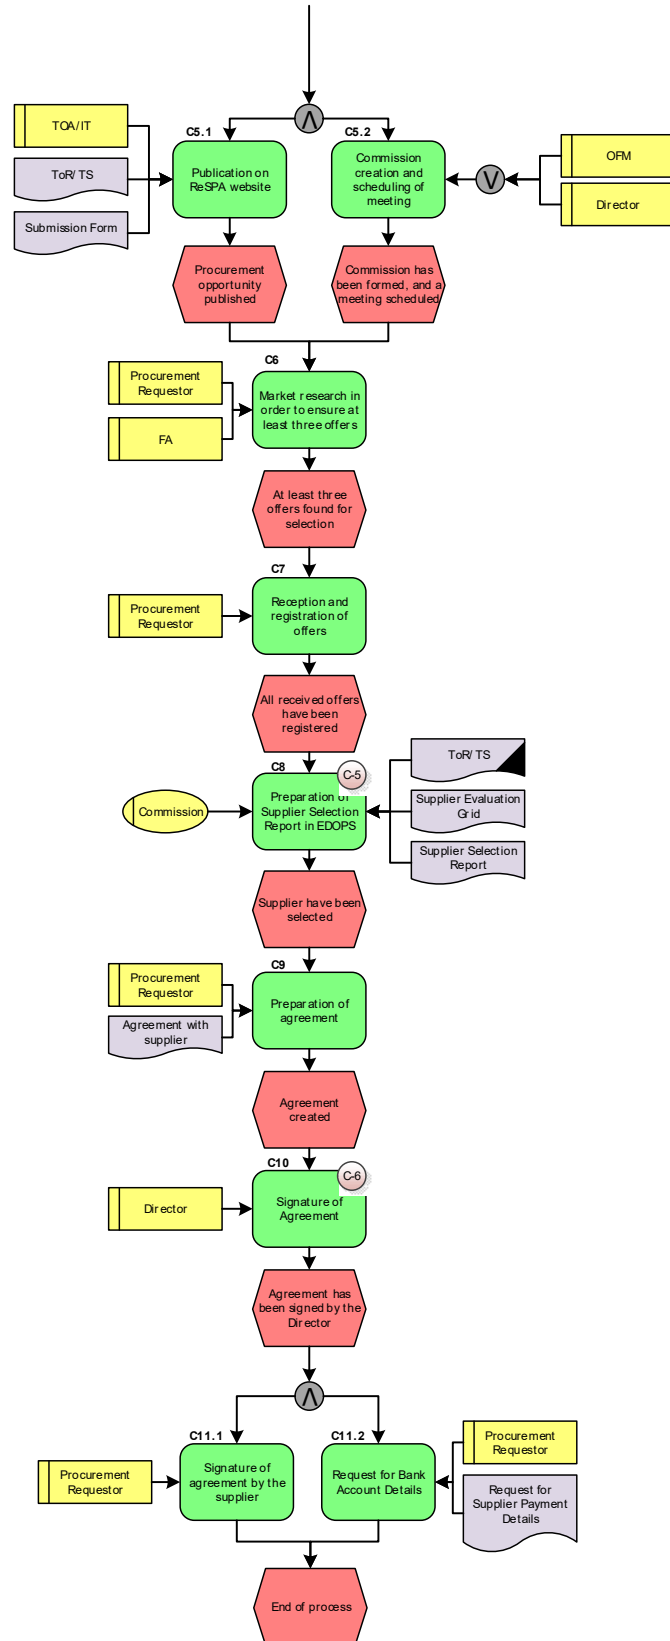 Λ
C5.1
C5.2
TOA/IT
ToR/ TS
Submission Form
Publication on
ReSPA website
Commission
creation and
scheduling of
meeting
V
OFM
Director
Procurement
opportunity
published
Commission has
been formed, and a
meeting scheduled
C6
Procurement
Requestor
FA
Market research in
order to ensure at
least three offers
At least three
offers found for
selection
C7
Procurement
Requestor
Reception and
registration of
offers
All received offers
have been
registered
C8
C-5
Commission
Preparation of
Supplier Selection
Report in EDOPS
ToR/ TS
Supplier Evaluation
Grid
Supplier Selection
Report
Supplier have been
selected
C9
Procurement
Requestor
Agreement with
supplier
Preparation of
agreement
Agreement
created
C10
C-6
Director
Signature of
Agreement
Agreement has
been signed by the
Director
Λ
C11.1
C11.2
Procurement
Requestor
Signature of
agreement by the
supplier
Request for Bank
Account Details
Procurement
Requestor
Request for
Supplier Payment
Details
End of process